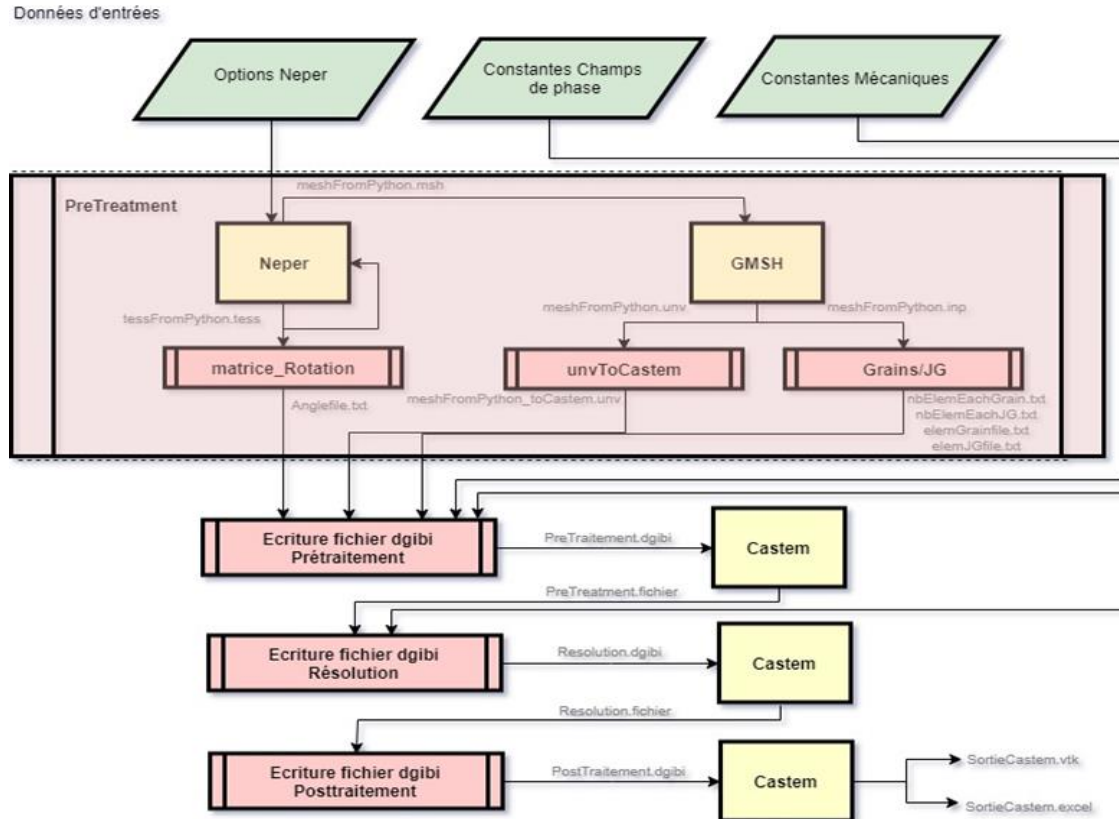 Données d'entrées
Options Neper
Constantes Champs
de phase
Constantes Mécaniques
meshFromPython.msh
PreTreatment
Neper
GMSH
tessFromPython.tess
meshFromPython.unv
meshFromPython.inp
matrice_Rotation
unvToCastem
Grains/JG
Anglefile.txt
meshFromPython_toCastem.unv
nbElemEachGrain.txt
nbElemEachJG.txt
elemGrainfile.txt
elemJGfile.txt
Ecriture fichier dgibi
Prétraitement
PreTraitement.dgibi
Castem
PreTreatment.fichier
Ecriture fichier dgibi
Résolution
Resolution.dgibi
Castem
Resolution.fichier
Ecriture fichier dgibi
Posttraitement
PostTraitement.dgibi
Castem
SortieCastem.vtk
SortieCastem.excel